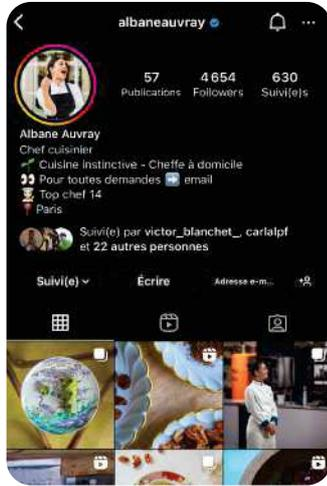 albaneauvray
57 4 654 630
Publications Followers Suivi(e)s
Albane Auvray
Chef cuisinier
Cuisine instinctive - Cheffe à domicile
Pour toutes demandes ➡️ email
Top chef 14
Paris
Suivi(e) par victor_blanchet_, carlalpf
et 22 autres personnes
Suivi(e) Écrire Adresse e-m...